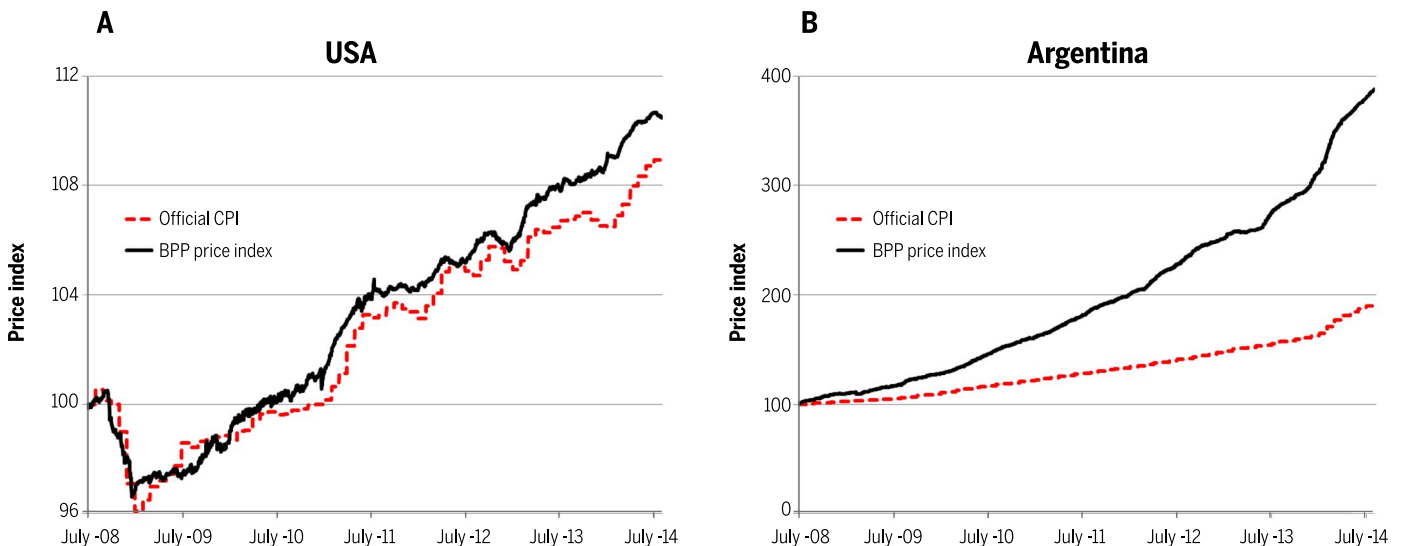 A
USA
Price index
112
108
104
100
96
Official CPI
BPP price index
July -08
July -09
July -10
July -11
July -12
July -13
July -14
B
Argentina
Price index
400
300
200
100
0
Official CPI
BPP price index
July -08
July -09
July -10
July -11
July -12
July -13
July -14